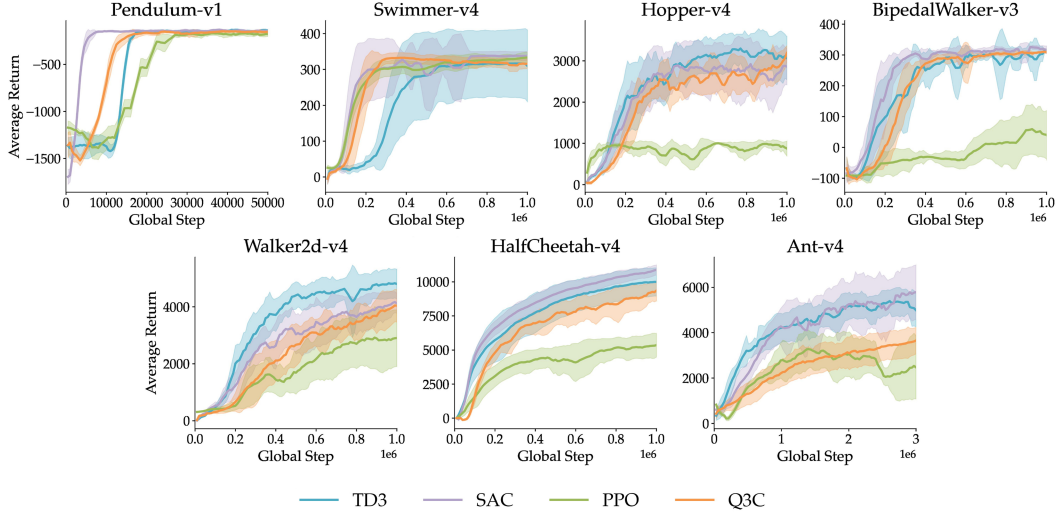 Pendulum-v1
Swimmer-v4
Hopper-v4
BipedalWalker-v3
Average Return
−500
−1000
−1500
0
10000
20000
30000
40000
50000
Global Step
400
300
200
100
0
0.0
0.2
0.4
0.6
0.8
1.0
1e6
Global Step
3000
2000
1000
0
0.0
0.2
0.4
0.6
0.8
1.0
1e6
Global Step
400
300
200
100
0
−100
0.0
0.2
0.4
0.6
0.8
1.0
1e6
Global Step
Walker2d-v4
HalfCheetah-v4
Ant-v4
Average Return
4000
2000
0
0.0
0.2
0.4
0.6
0.8
1.0
1e6
Global Step
10000
7500
5000
2500
0
0.0
0.2
0.4
0.6
0.8
1.0
1e6
Global Step
6000
4000
2000
0
0
1
2
3
1e6
Global Step
TD3
SAC
PPO
Q3C